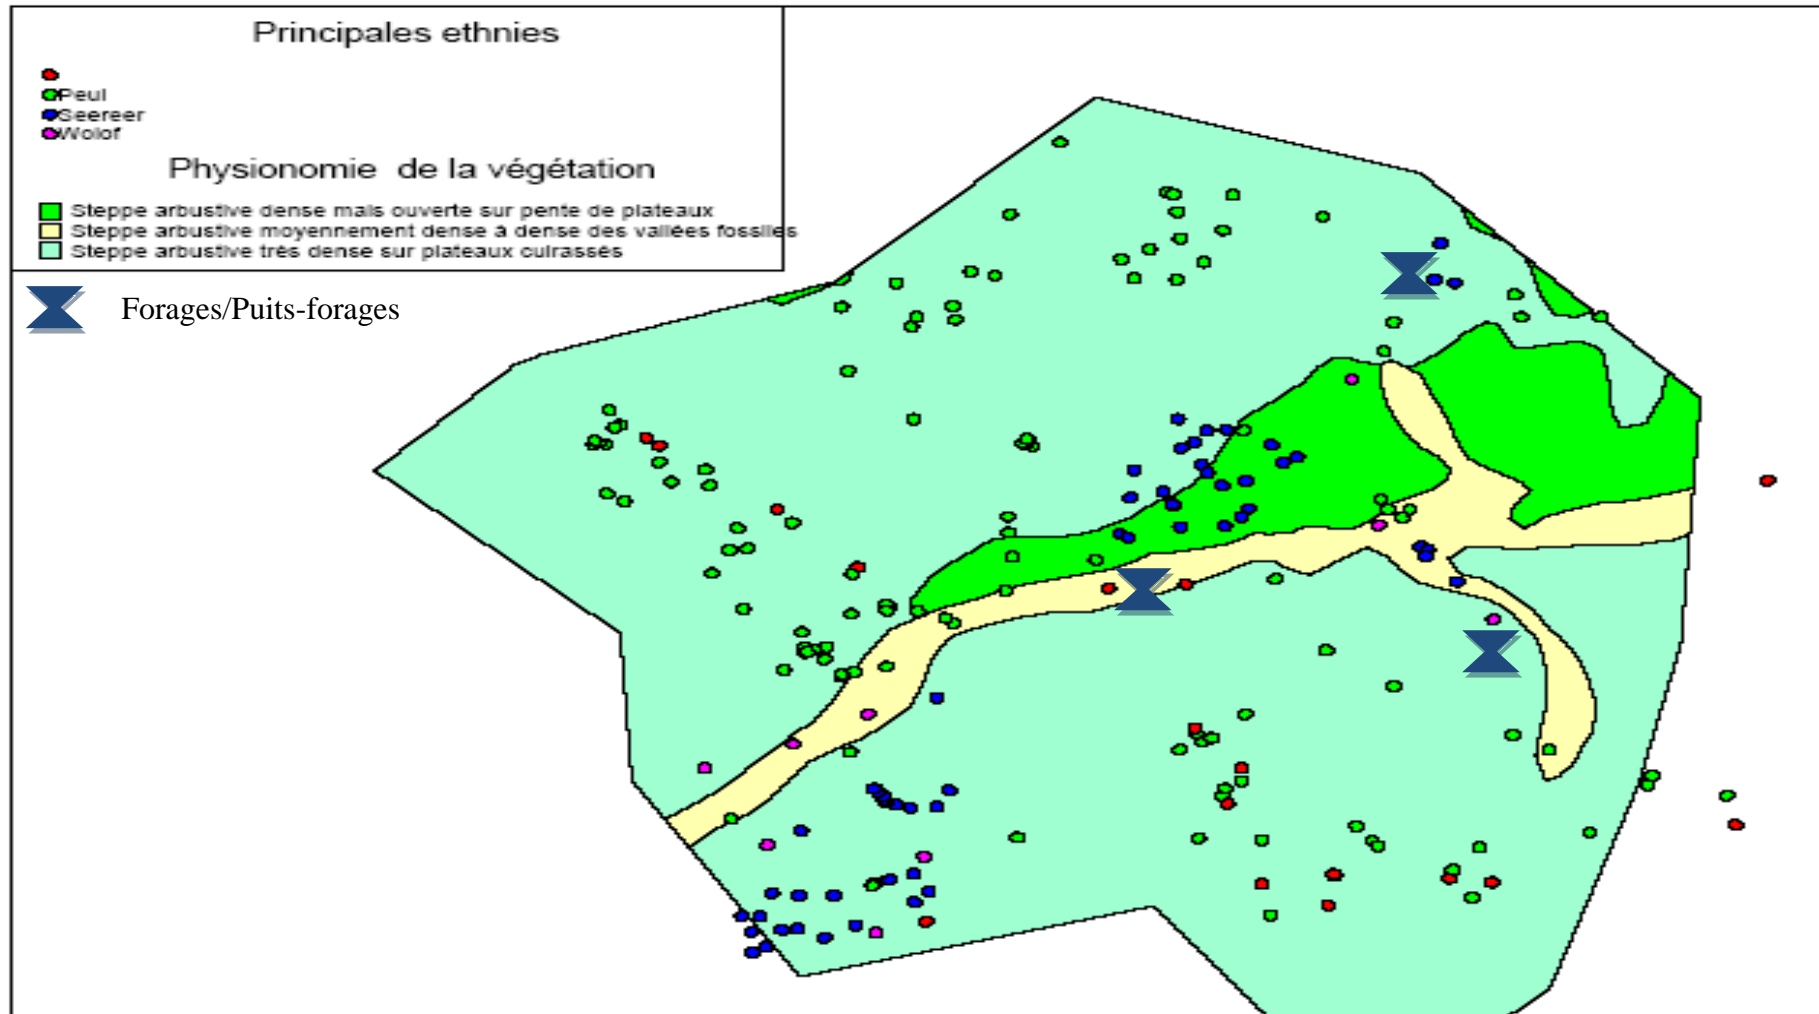 Principales ethnies
Peul
Seereer
Wolof
Physionomie de la végétation
Steppe arbustive dense mais ouverte sur pente de plateaux
Steppe arbustive moyennement dense à dense des vallées fossiles
Steppe arbustive très dense sur plateaux cuirassés
Forages/Puits-forages